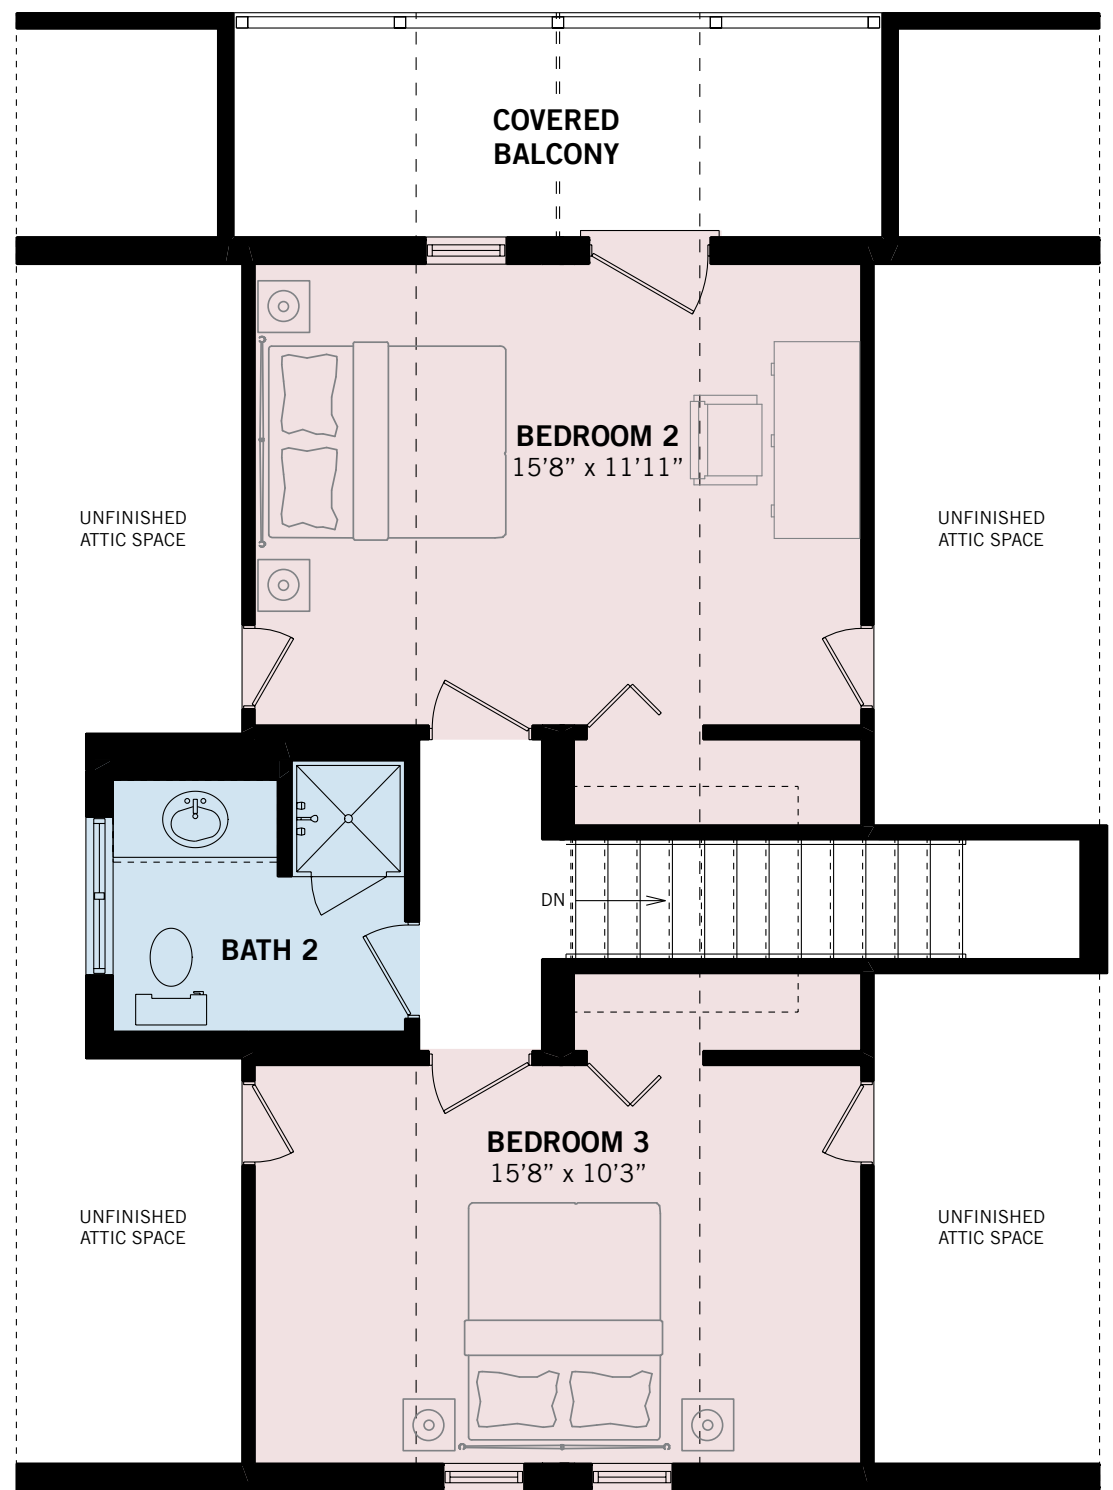 COVERED
BALCONY
BEDROOM 2
15’8” x 11’11”
UNFINISHED
ATTIC SPACE
UNFINISHED
ATTIC SPACE
DN
BATH 2
BEDROOM 3
15’8” x 10’3”
UNFINISHED
ATTIC SPACE
UNFINISHED
ATTIC SPACE